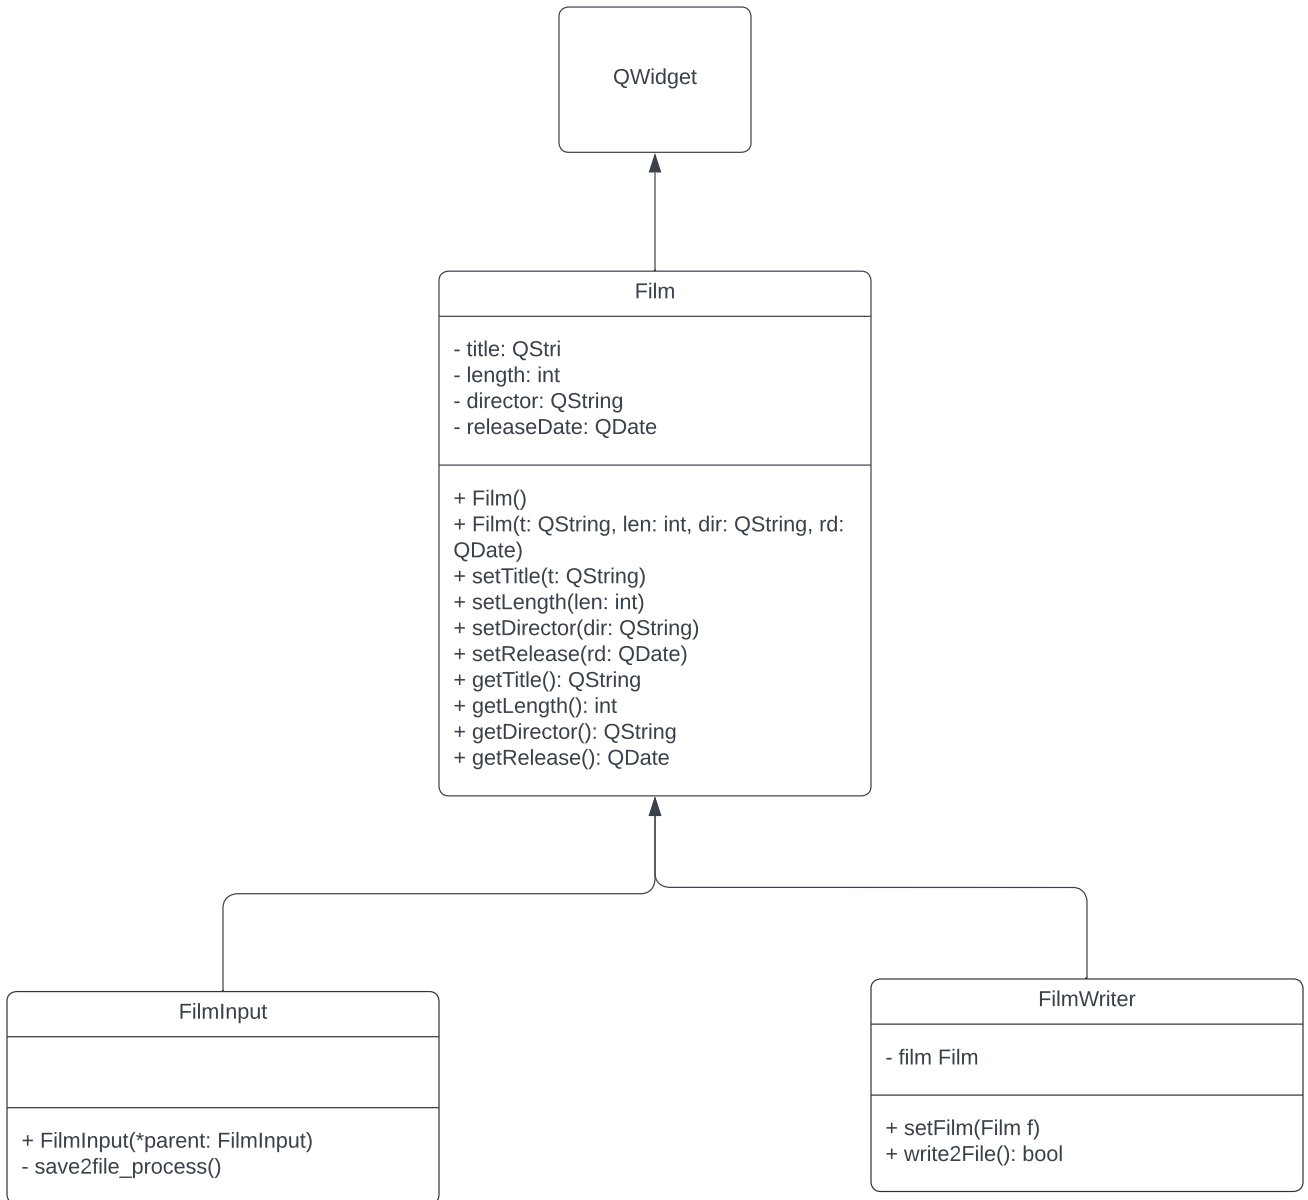 QWidget
Film
- title: QStri
- length: int
- director: QString
- releaseDate: QDate
+ Film()
+ Film(t: QString, len: int, dir: QString, rd:
QDate)
+ setTitle(t: QString)
+ setLength(len: int)
+ setDirector(dir: QString)
+ setRelease(rd: QDate)
+ getTitle(): QString
+ getLength(): int
+ getDirector(): QString
+ getRelease(): QDate
FilmInput
+ FilmInput(*parent: FilmInput)
- save2file_process()
FilmWriter
- film Film
+ setFilm(Film f)
+ write2File(): bool